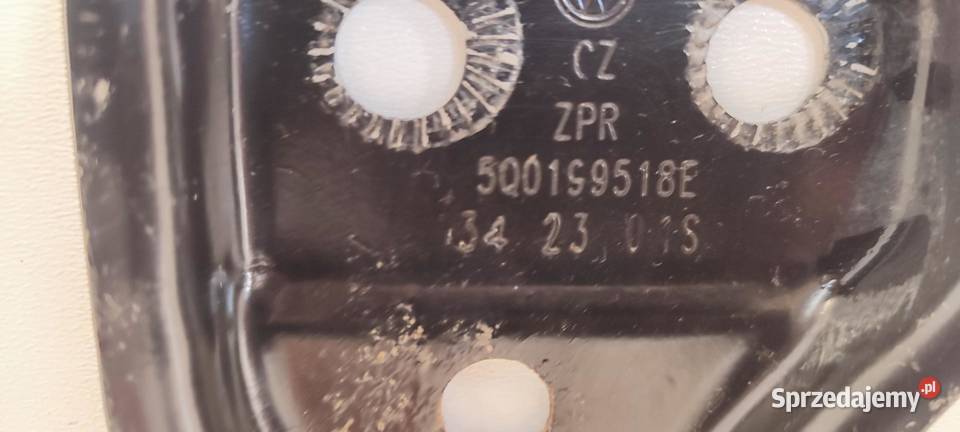 CZ
ZPR
5Q0199518E
34 23 01S
Sprzedajemy.pl